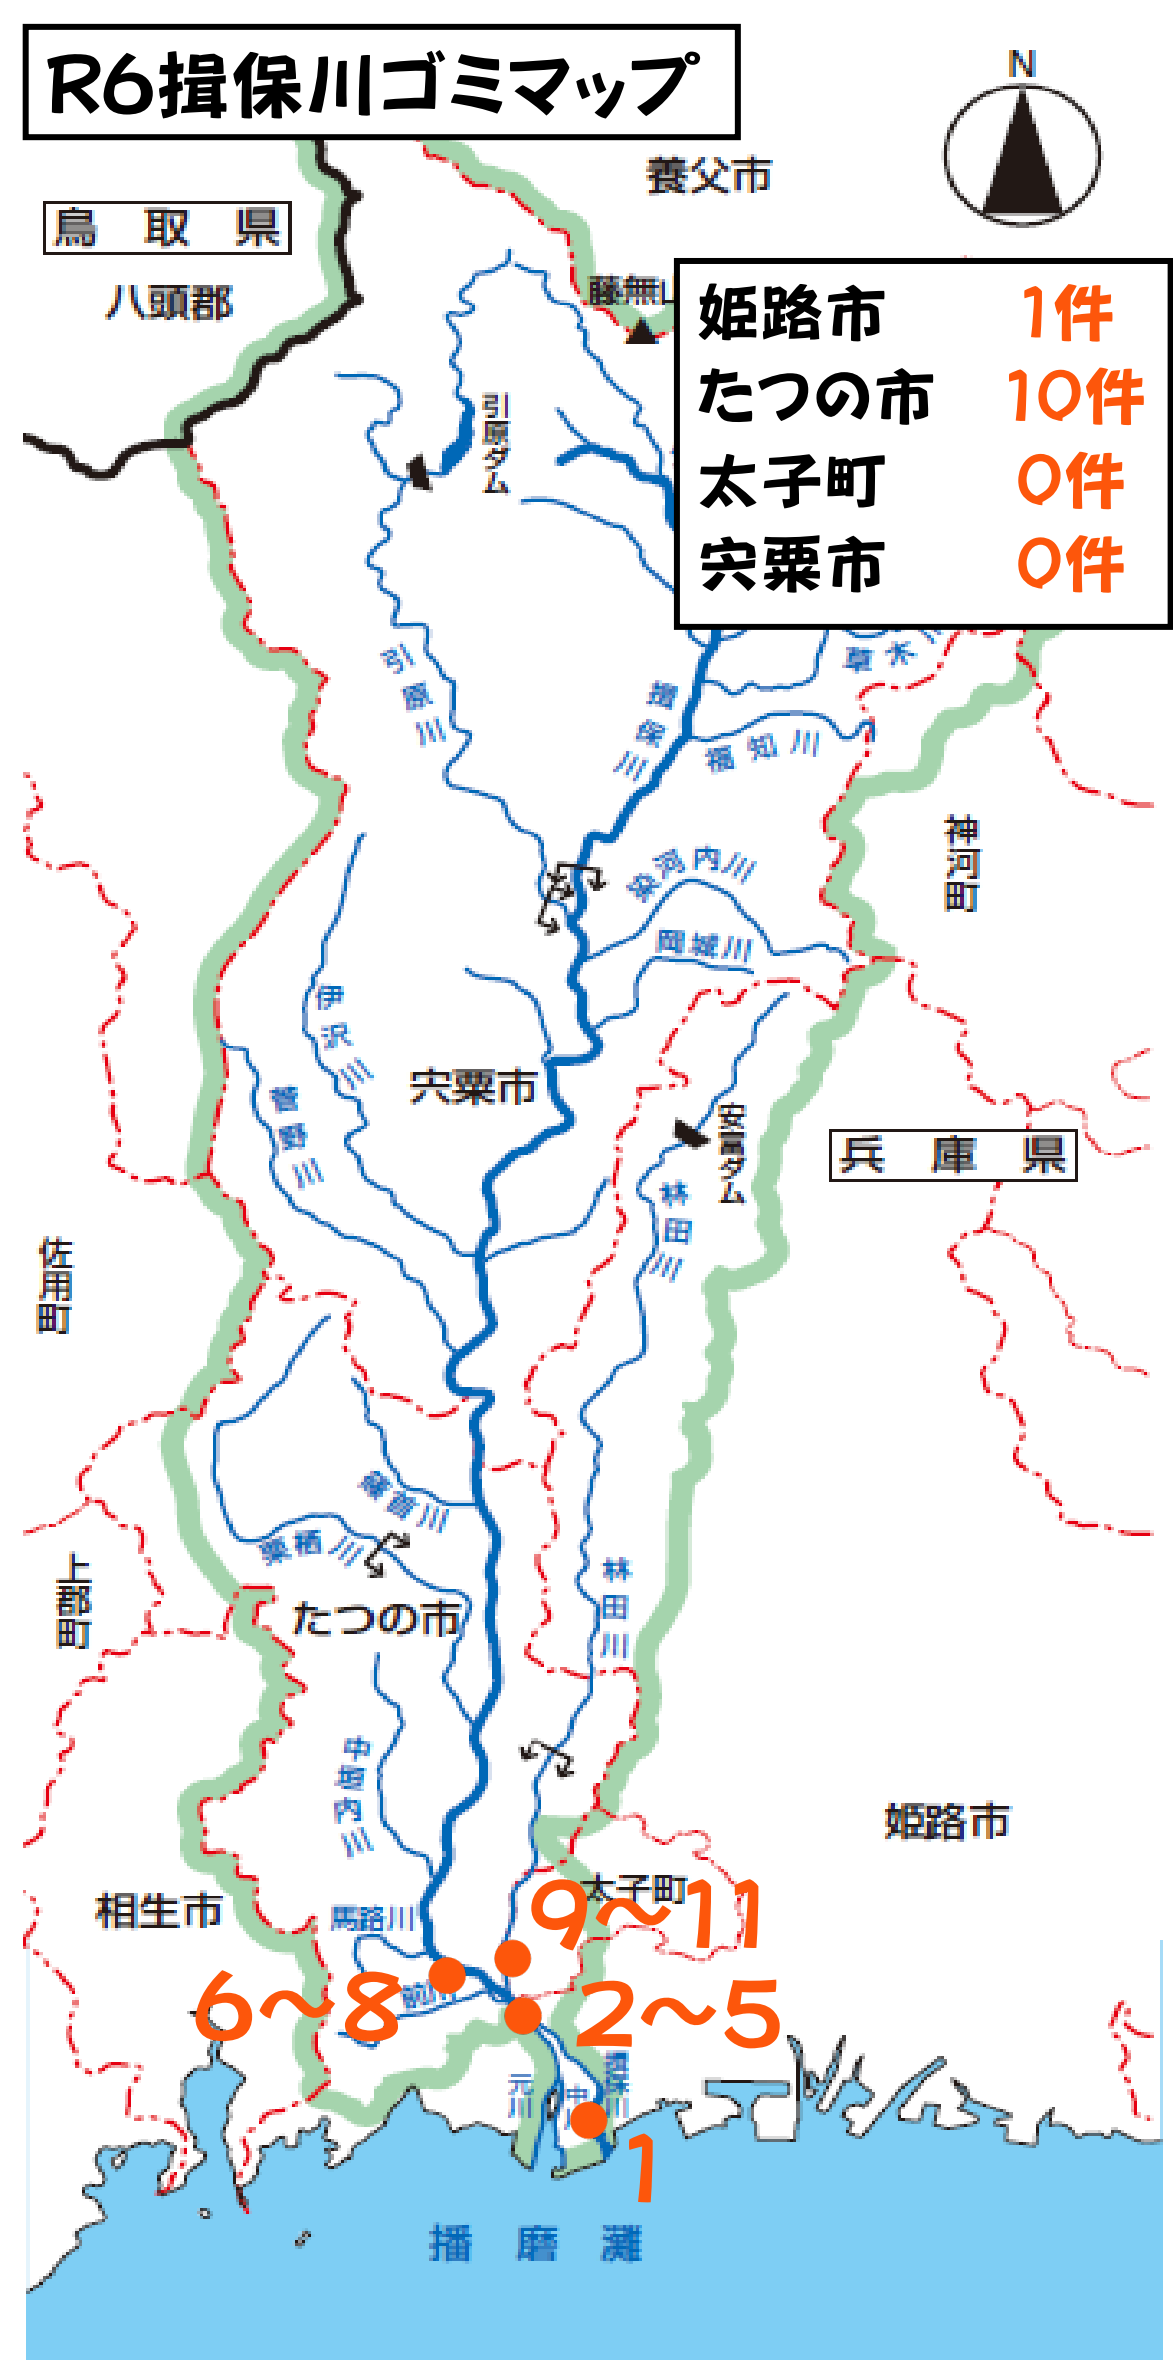 R6揖保川ゴミマップ
N
養父市
鳥取県
八頭郡
藤無山
姫路市 1件
たつの市 10件
太子町 0件
宍粟市 0件
引原ダム
草木川
引原川
揖保川
福知川
神河町
染河内川
岡城川
伊沢川
宍粟市
菅野川
安富ダム
兵庫県
林田川
佐用町
栗栖川
林田川
上郡町
たつの市
中垣内川
姫路市
太子町
9～11
相生市
馬路川
6～8
前川
2～5
元川
中川
揖保川
1
播磨灘